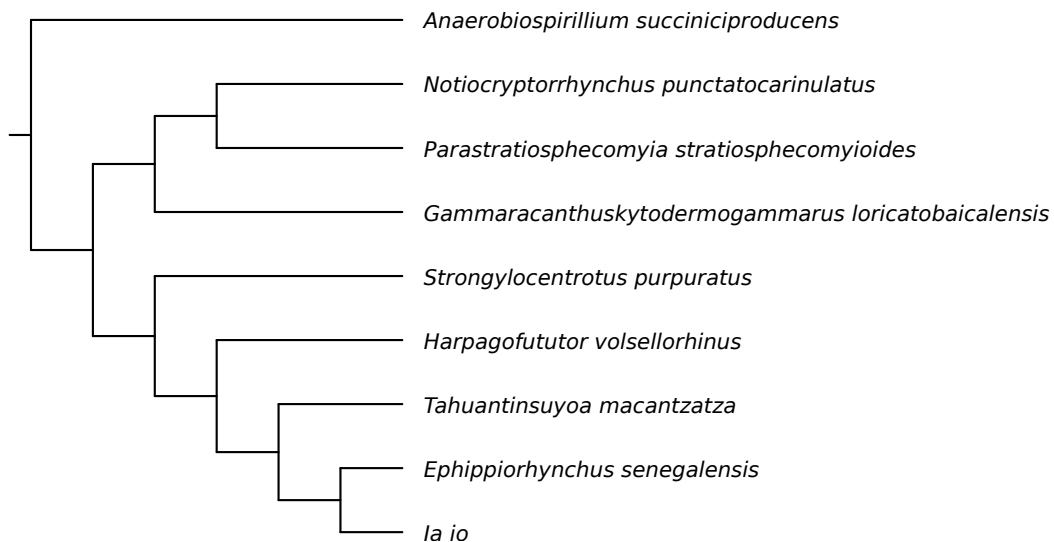 Anaerobiospirillium succiniciproducens
Notiocryptorrhynchus punctatocarinulatus
Parastratiosphecomyia stratiosphecomyioides
Gammaracanthuskytodermogammarus loricatobaicalensis
Strongylocentrotus purpuratus
Harpagofututor volsellorhinus
Tahuantinsuyoa macantzatza
Ephippiorhynchus senegalensis
Ia io